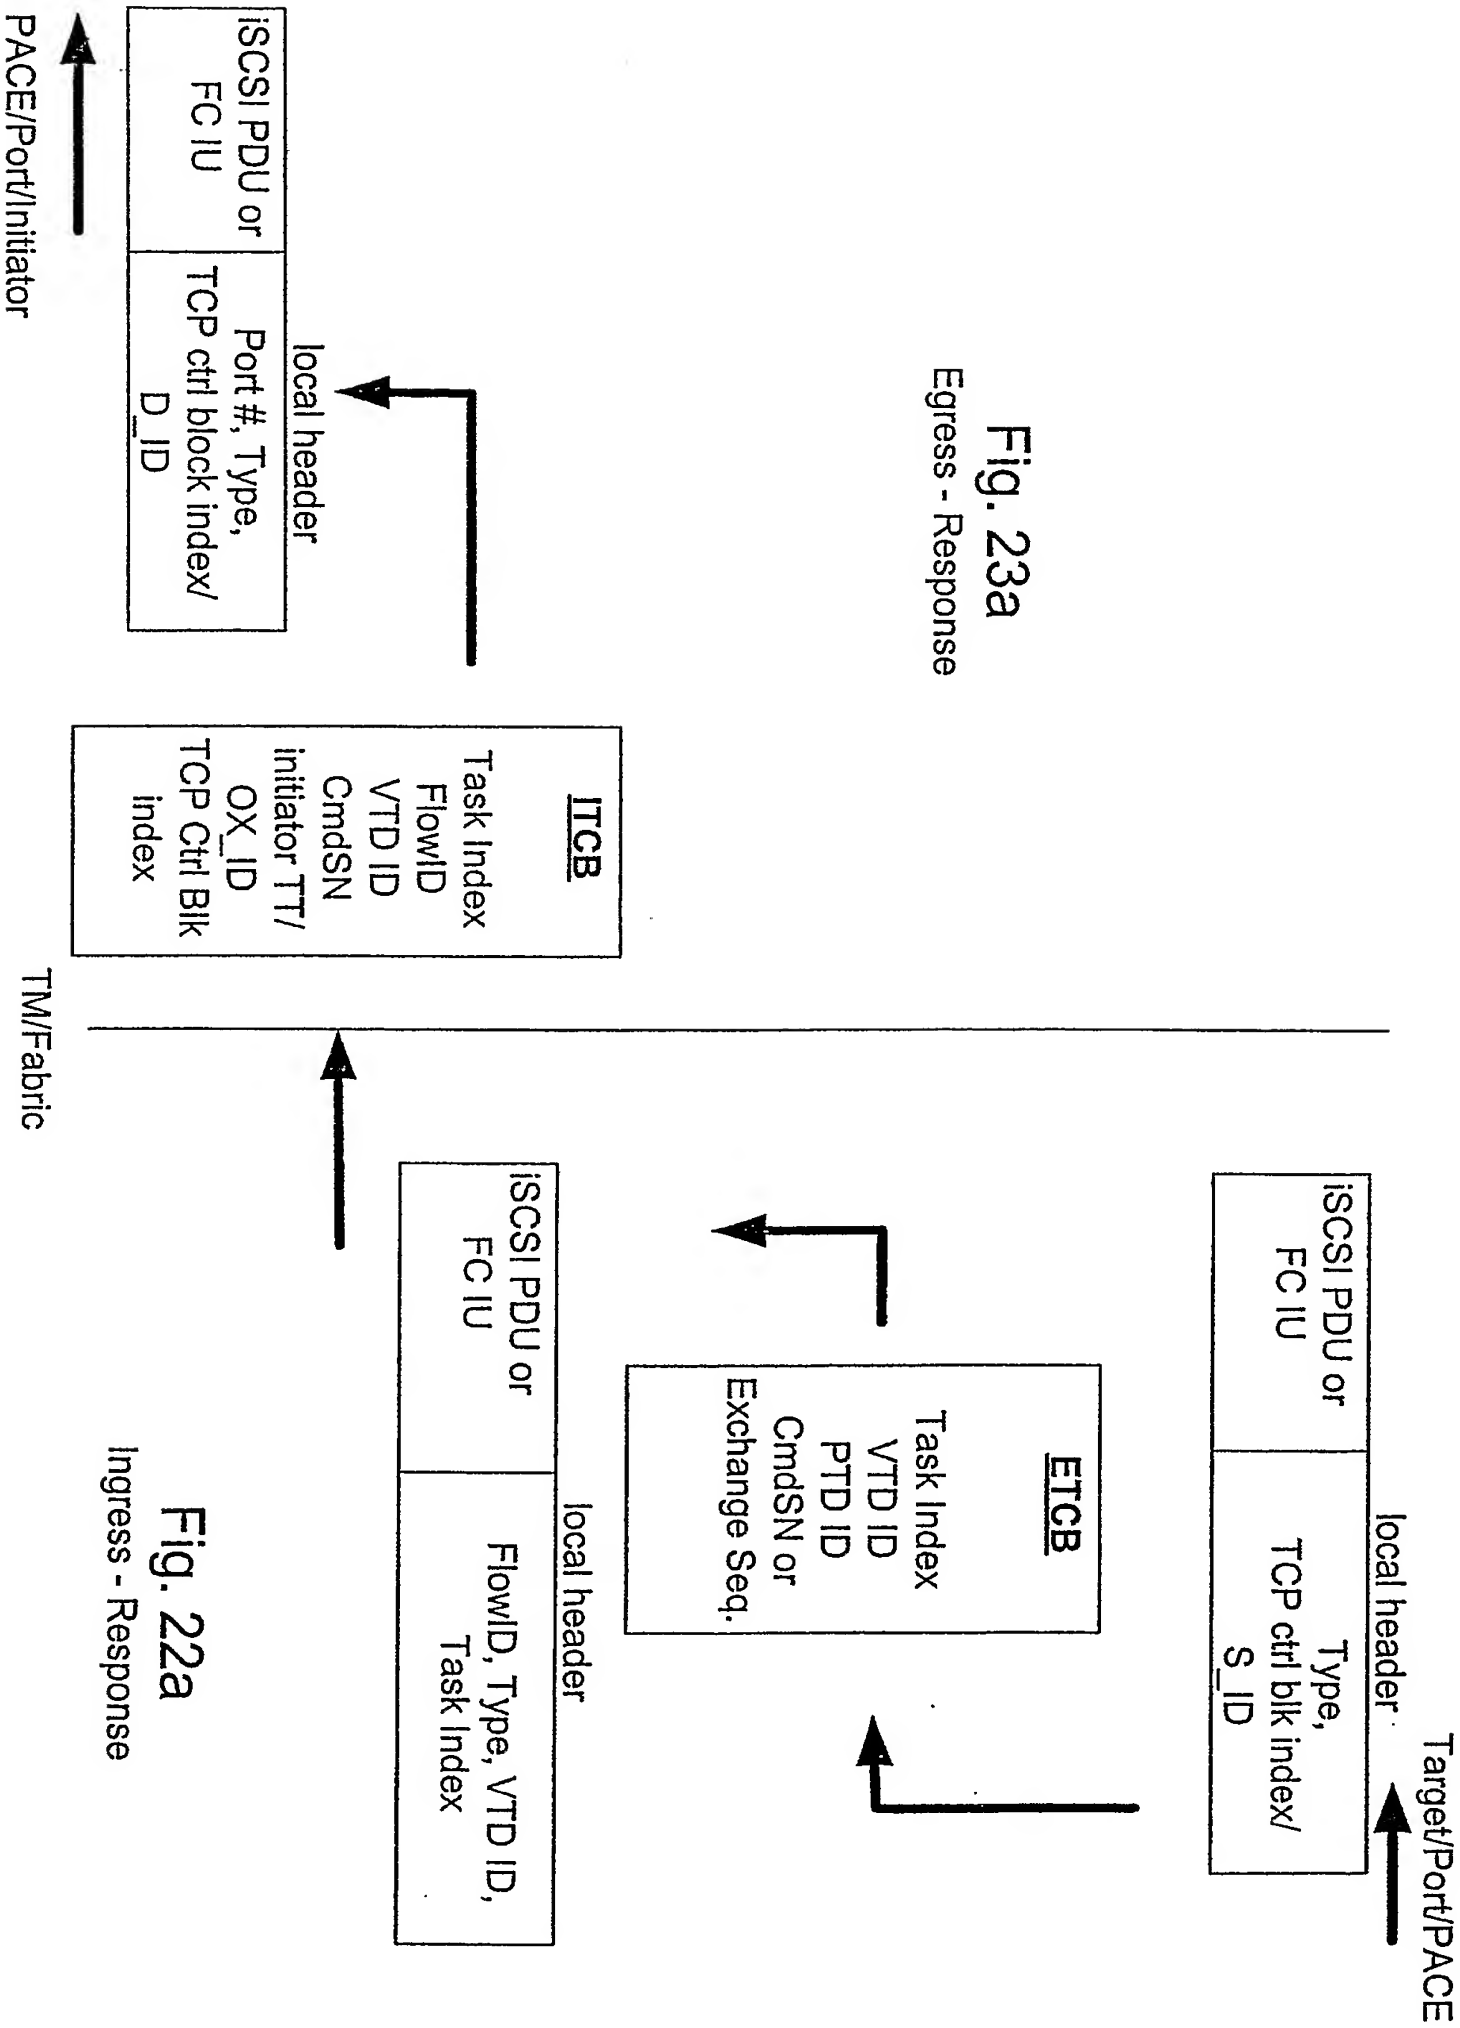 Target/Port/PACE
local header
iSCSI PDU or
FC IU
Type,
TCP ctrl blk index/
S_ID
ETCB
Task Index
VTD ID
PTD ID
CmdSN or
Exchange Seq.
local header
iSCSI PDU or
FC IU
FlowID, Type, VTD ID,
Task Index
Fig. 22a
Ingress - Response
TM/Fabric
Fig. 23a
Egress - Response
ITCB
Task Index
FlowID
VTD ID
CmdSN
initiator TT/
OX_ID
TCP Ctrl Blk
index
local header
iSCSI PDU or
FC IU
Port #, Type,
TCP ctrl block index/
D_ID
PACE/Port/Initiator